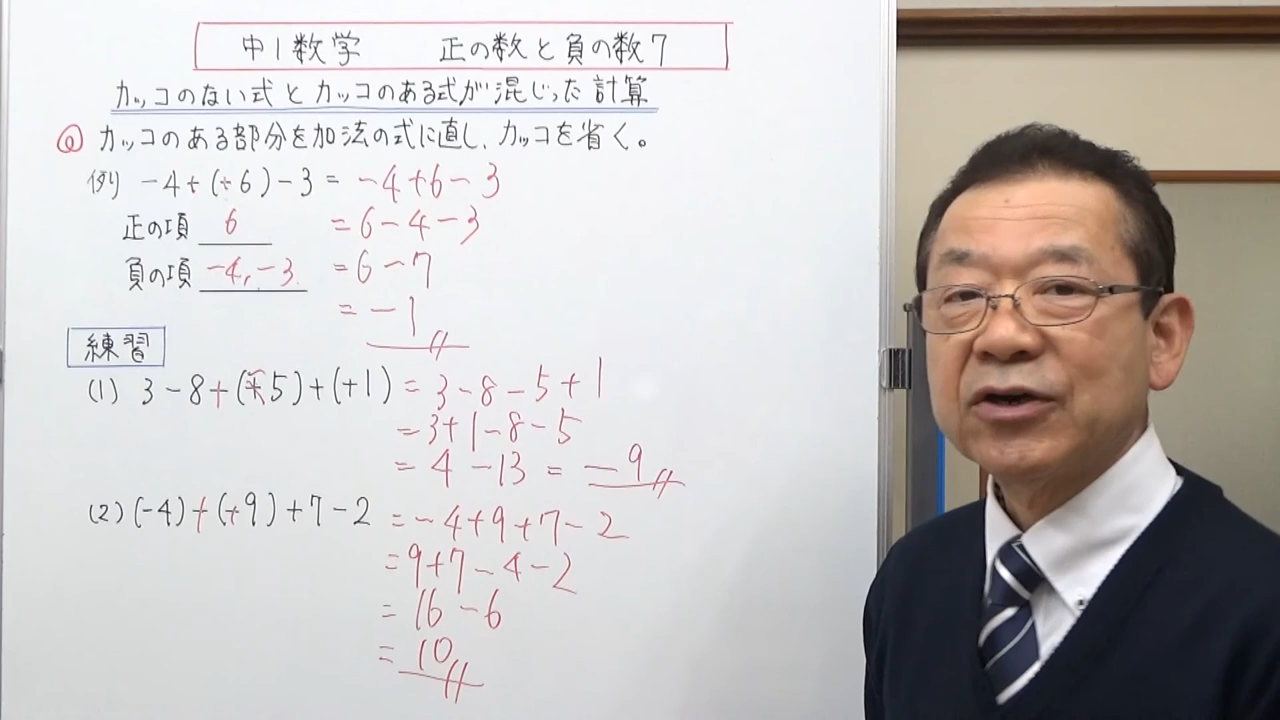 中1数学 正の数と負の数7
カッコのない式とカッコのある式が混じった計算
◎ カッコのある部分を加法の式に直し、カッコを省く。
例) -4+(+6)-3 = -4+6-3
正の項 6 = 6-4-3
負の項 -4, -3 = 6-7
= -1
練習
(1) 3-8+(-5)+(+1) = 3-8-5+1
= 3+1-8-5
= 4-13 = -9
(2) (-4)+(+9)+7-2 = -4+9+7-2
= 9+7-4-2
= 16-6
= 10